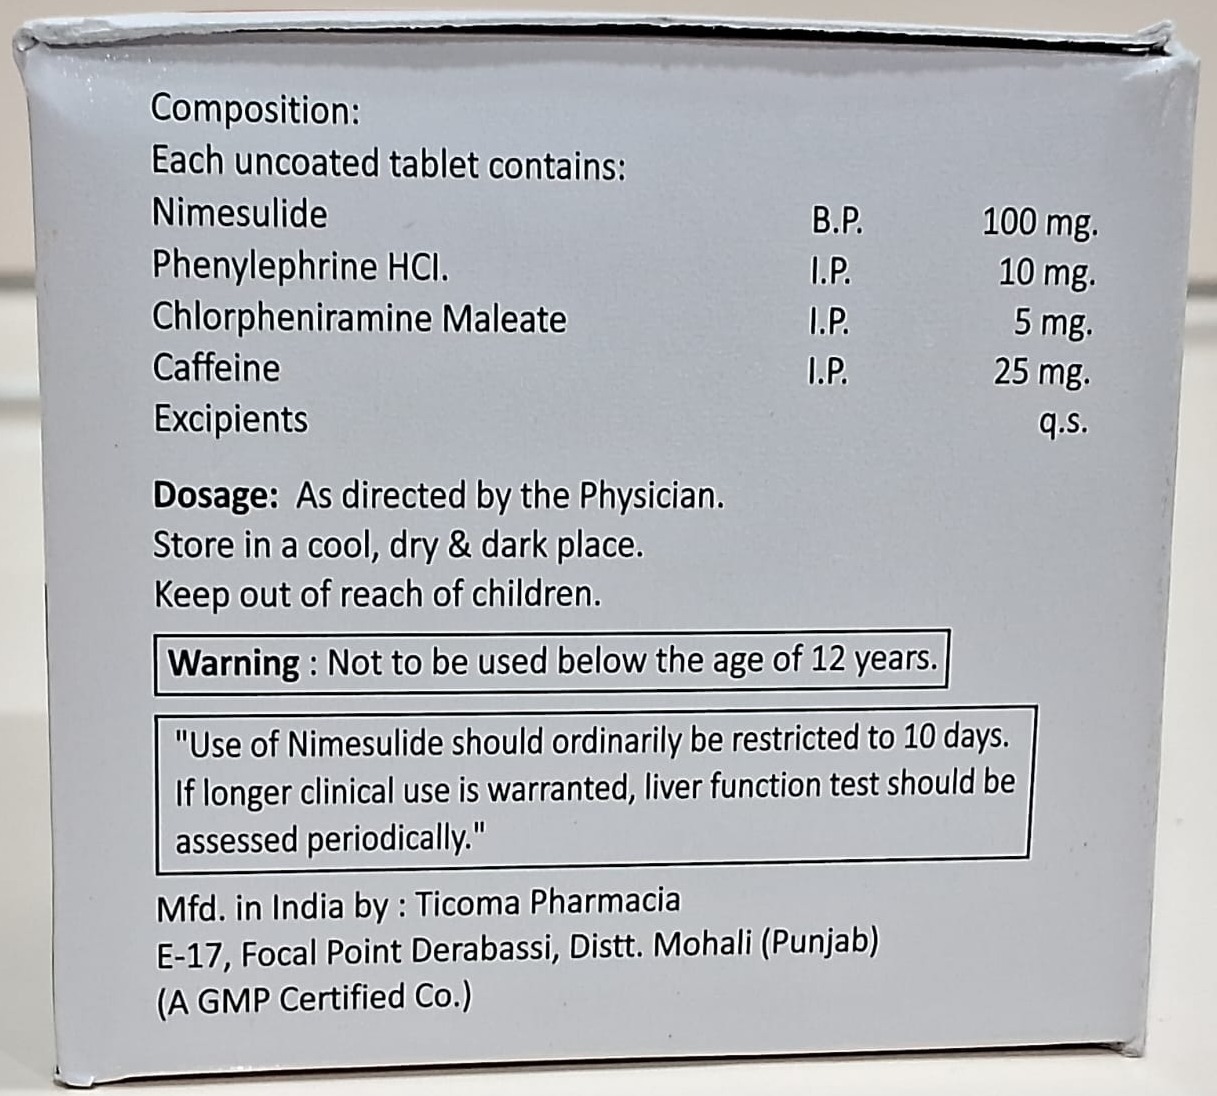 Composition:
Each uncoated tablet contains:
Nimesulide B.P. 100 mg.
Phenylephrine HCl. I.P. 10 mg.
Chlorpheniramine Maleate I.P. 5 mg.
Caffeine I.P. 25 mg.
Excipients q.s.
Dosage: As directed by the Physician.
Store in a cool, dry & dark place.
Keep out of reach of children.
Warning : Not to be used below the age of 12 years.
"Use of Nimesulide should ordinarily be restricted to 10 days.
If longer clinical use is warranted, liver function test should be
assessed periodically."
Mfd. in India by : Ticoma Pharmacia
E-17, Focal Point Derabassi, Distt. Mohali (Punjab)
(A GMP Certified Co.)